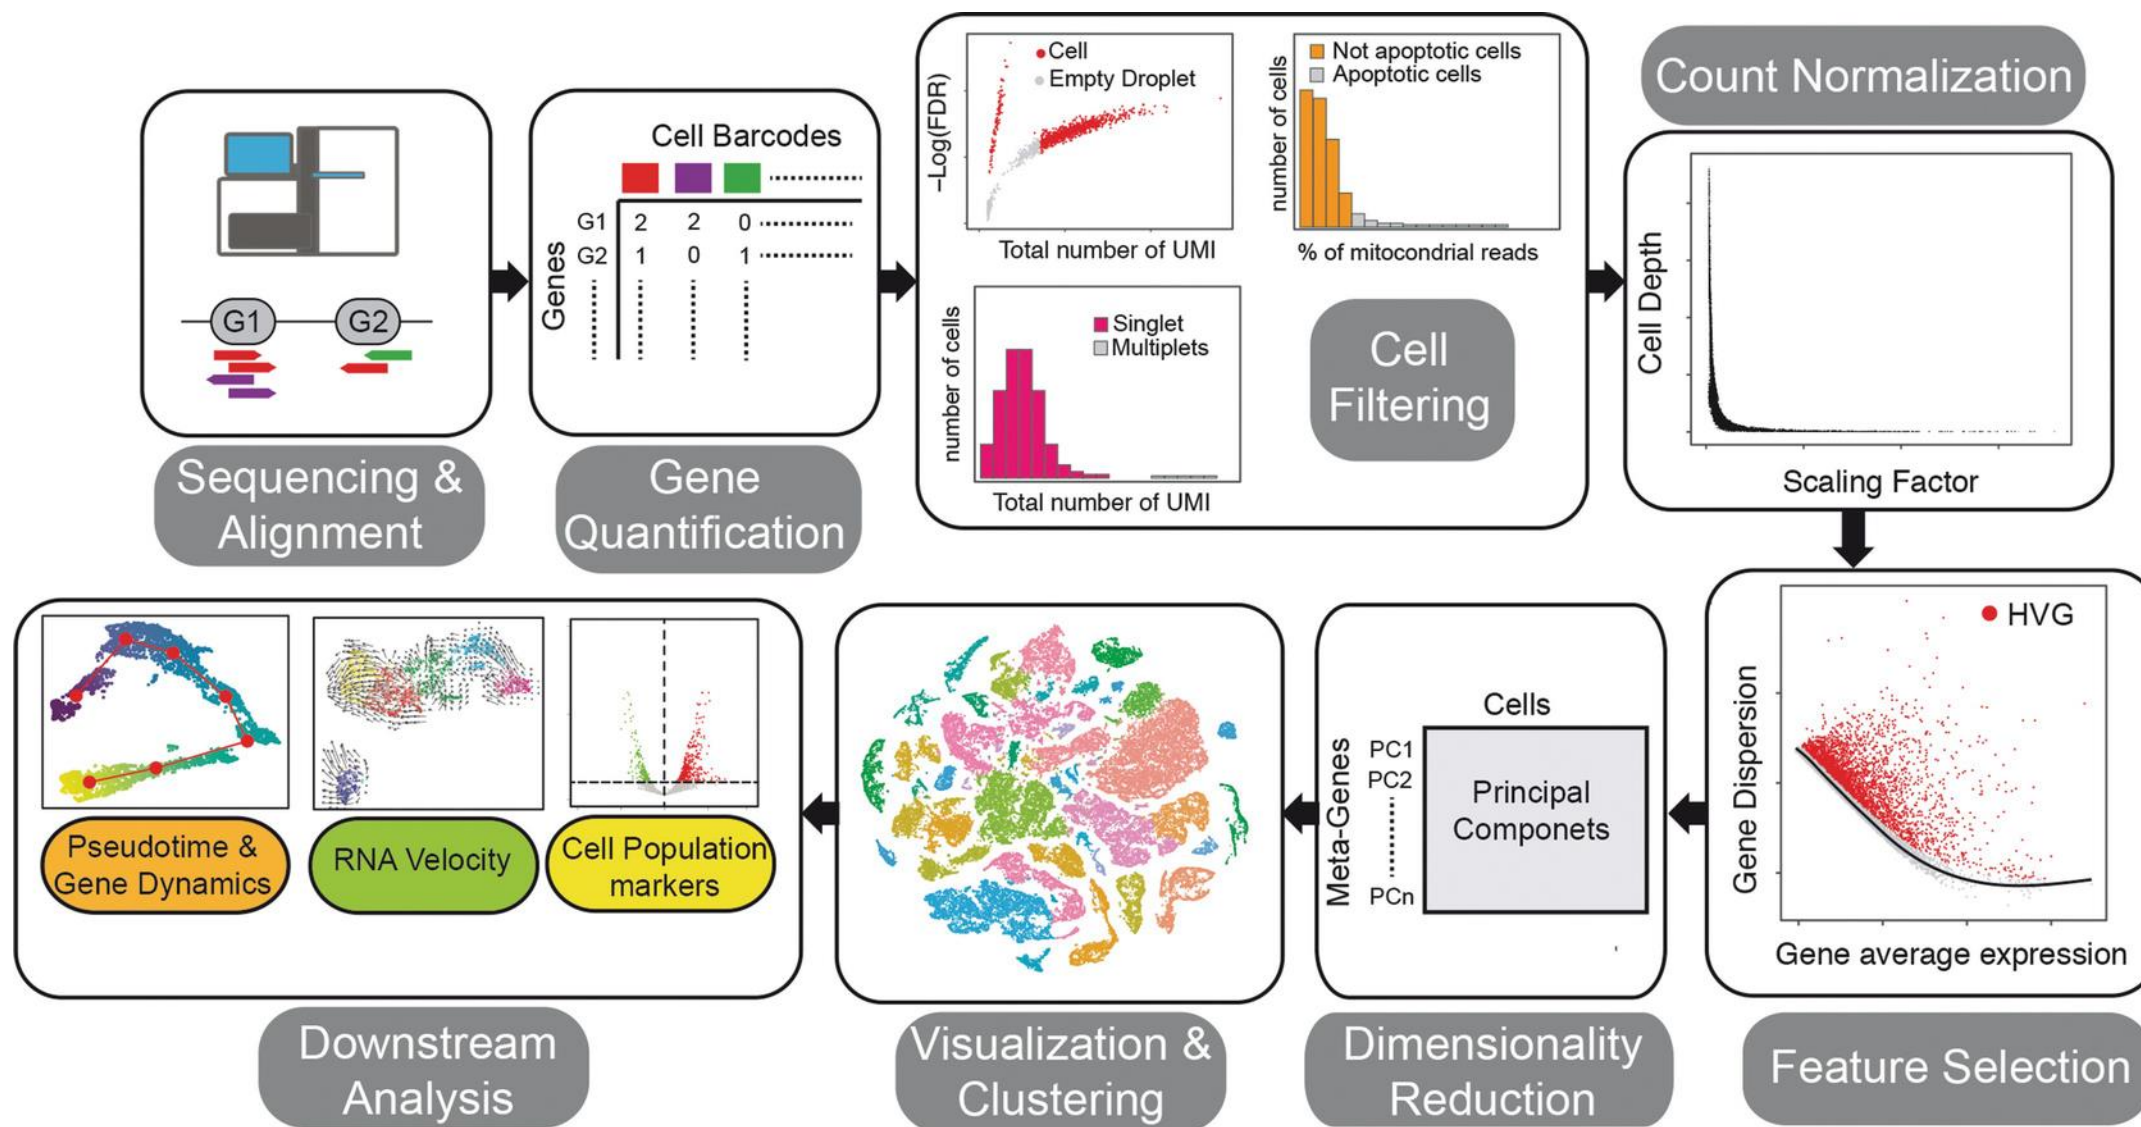 G1
G2
Sequencing &
Alignment
Cell Barcodes
Genes
G1 2 2 0
G2 1 0 1
Gene
Quantification
Cell
Empty Droplet
–Log(FDR)
Total number of UMI
Not apoptotic cells
Apoptotic cells
number of cells
% of mitocondrial reads
Singlet
Multiplets
number of cells
Total number of UMI
Cell
Filtering
Count Normalization
Cell Depth
Scaling Factor
HVG
Gene Dispersion
Gene average expression
Feature Selection
Cells
Meta-Genes
PC1
PC2
PCn
Principal
Componets
Dimensionality
Reduction
Visualization &
Clustering
Pseudotime &
Gene Dynamics
RNA Velocity
Cell Population
markers
Downstream
Analysis